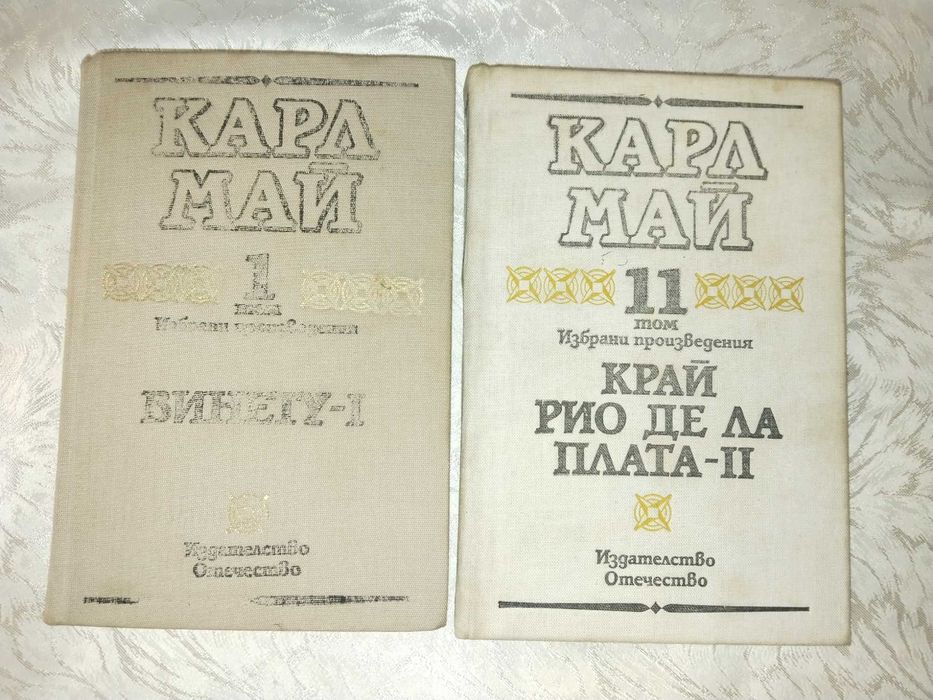 КАРЛ
МАЙ
1
том
Избрани произведения
ВИНЕТУ-I
Издателство
Отечество
КАРЛ
МАЙ
11
том
Избрани произведения
КРАЙ
РИО ДЕ ЛА
ПЛАТА-II
Издателство
Отечество